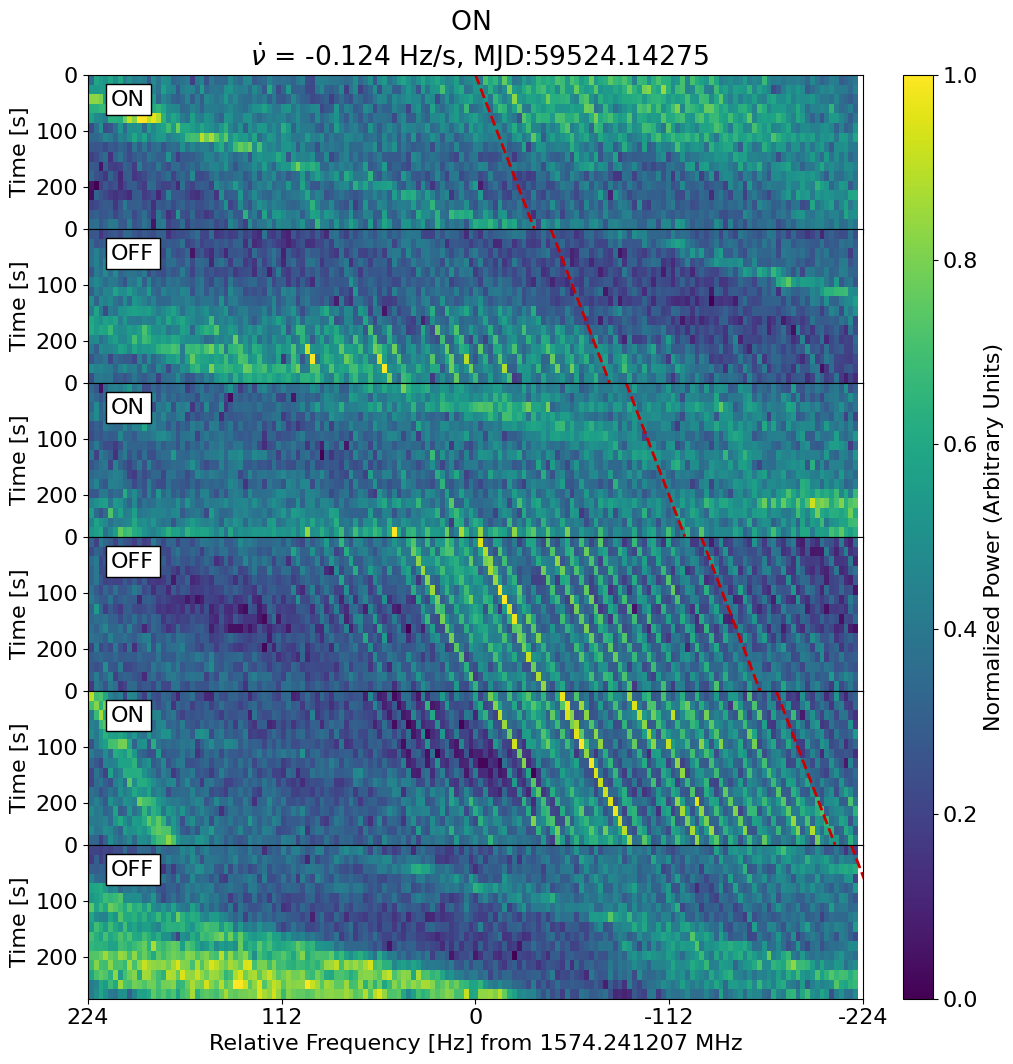 ON
ν̇ = -0.124 Hz/s, MJD:59524.14275
0
100
200
Time [s]
ON
0
100
200
Time [s]
OFF
0
100
200
Time [s]
ON
0
100
200
Time [s]
OFF
0
100
200
Time [s]
ON
0
100
200
Time [s]
OFF
224 112 0 -112 -224
Relative Frequency [Hz] from 1574.241207 MHz
1.0
0.8
0.6
0.4
0.2
0.0
Normalized Power (Arbitrary Units)